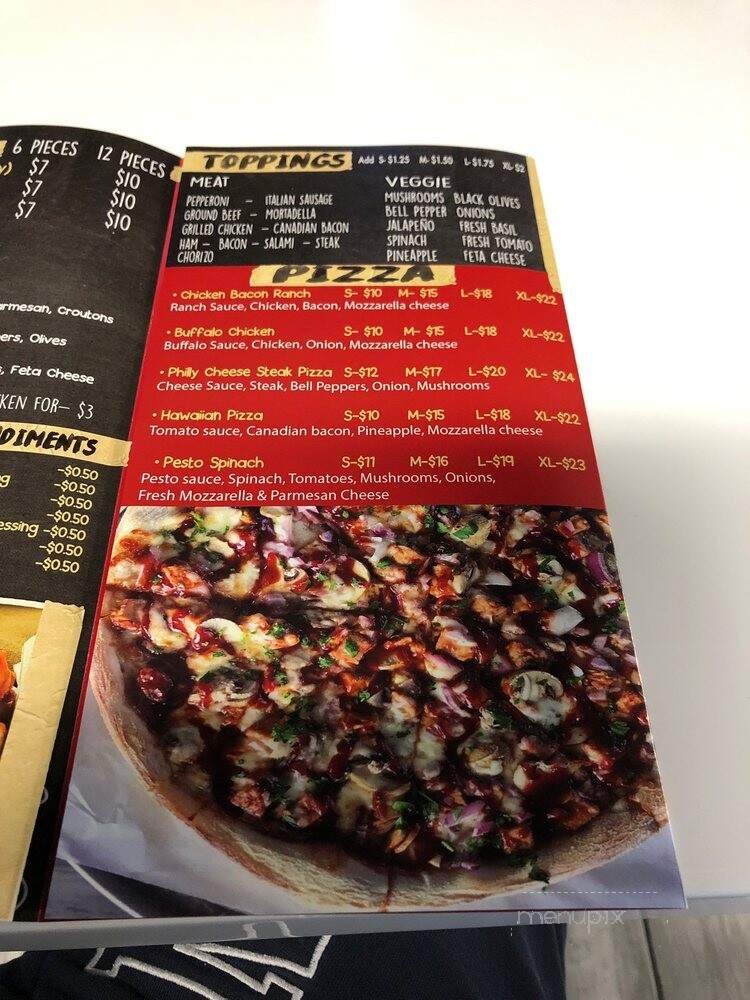 6 PIECES 12 PIECES
$7 $10
$7 $10
$7 $10
Croutons
Olives
Feta Cheese
FOR- $3
-$0.50
-$0.50
-$0.50
-$0.50
-$0.50
-$0.50
-$0.50
TOPPINGS Add S-$1.25 M-$1.50 L-$1.75 XL-$2
MEAT VEGGIE
PEPPERONI - ITALIAN SAUSAGE MUSHROOMS BLACK OLIVES
GROUND BEEF - MORTADELLA BELL PEPPER ONIONS
GRILLED CHICKEN - CANADIAN BACON JALAPEÑO FRESH BASIL
HAM - BACON - SALAMI - STEAK SPINACH FRESH TOMATO
CHORIZO PINEAPPLE FETA CHEESE
PIZZA
• Chicken Bacon Ranch S- $10 M- $15 L-$18 XL-$22
Ranch Sauce, Chicken, Bacon, Mozzarella cheese
• Buffalo Chicken S- $10 M- $15 L-$18 XL-$22
Buffalo Sauce, Chicken, Onion, Mozzarella cheese
• Philly Cheese Steak Pizza S-$12 M-$17 L-$20 XL- $24
Cheese Sauce, Steak, Bell Peppers, Onion, Mushrooms
• Hawaiian Pizza S-$10 M-$15 L-$18 XL-$22
Tomato sauce, Canadian bacon, Pineapple, Mozzarella cheese
• Pesto Spinach S-$11 M-$16 L-$19 XL-$23
Pesto sauce, Spinach, Tomatoes, Mushrooms, Onions,
Fresh Mozzarella & Parmesan Cheese
menupix